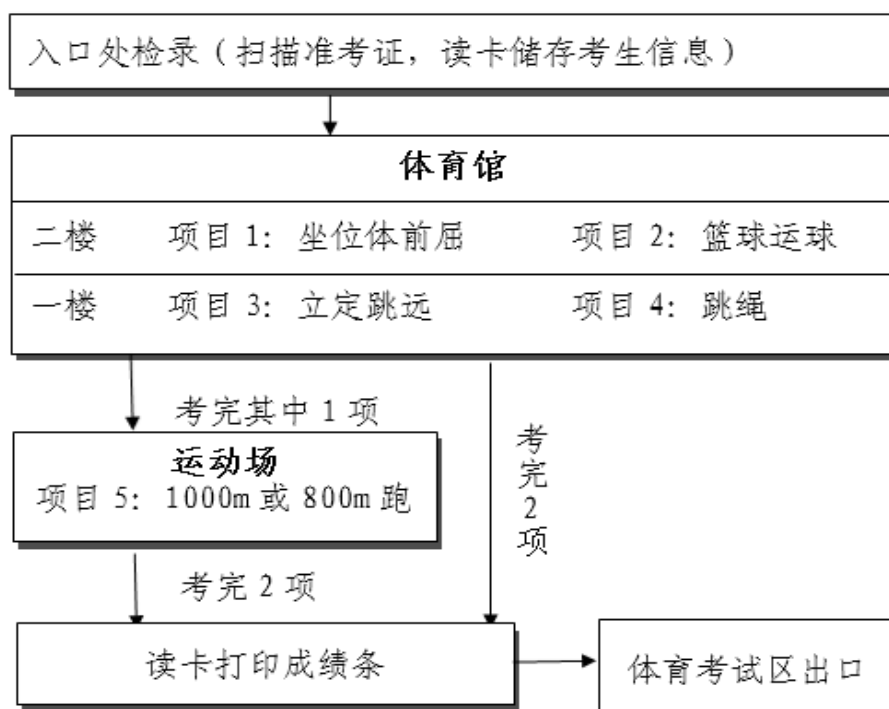 入口处检录（扫描准考证，读卡储存考生信息）
体育馆
二楼 项目 1：坐位体前屈 项目 2：篮球运球
一楼 项目 3：立定跳远 项目 4：跳绳
考完其中 1 项
考完2项
运动场
项目 5：1000m 或 800m 跑
考完 2 项
读卡打印成绩条
体育考试区出口